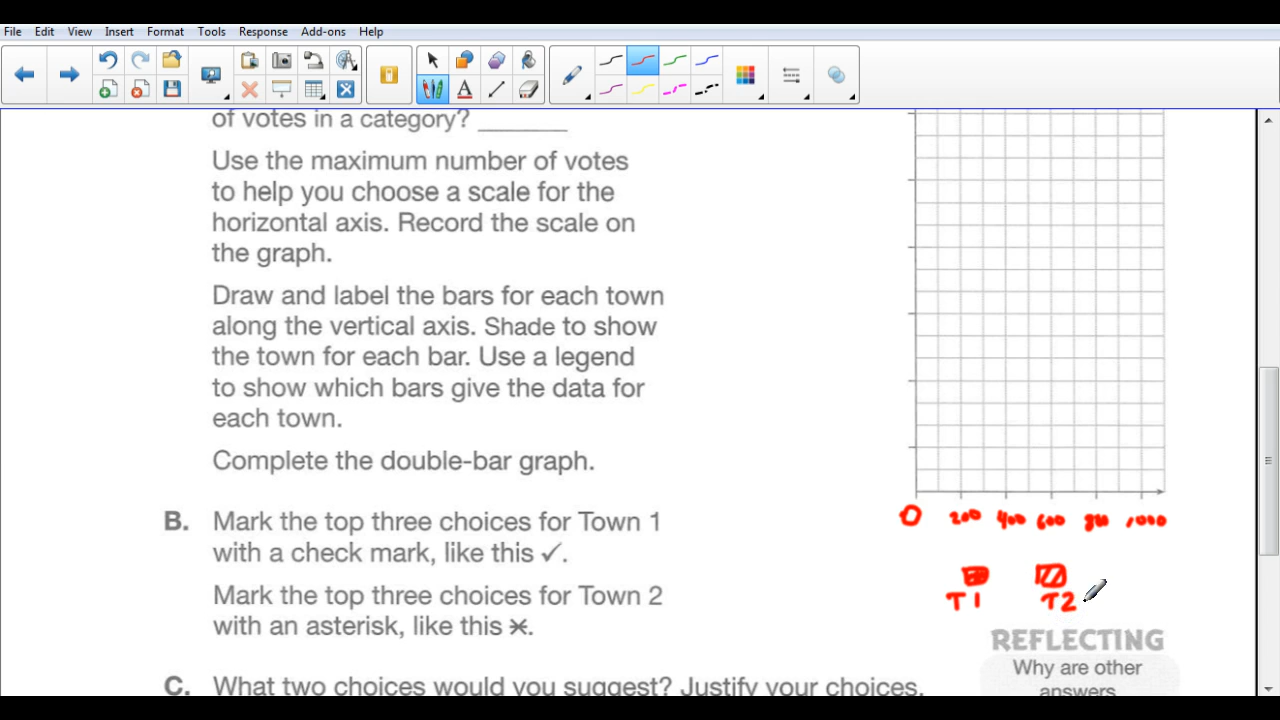 File Edit View Insert Format Tools Response Add-ons Help
of votes in a category? _______
Use the maximum number of votes
to help you choose a scale for the
horizontal axis. Record the scale on
the graph.
Draw and label the bars for each town
along the vertical axis. Shade to show
the town for each bar. Use a legend
to show which bars give the data for
each town.
Complete the double-bar graph.
0 200 400 600 800 1000
B. Mark the top three choices for Town 1
with a check mark, like this ✓.
T1 T2
Mark the top three choices for Town 2
with an asterisk, like this ✶.
REFLECTING
Why are other
answers
C. What two choices would you suggest? Justify your choices.